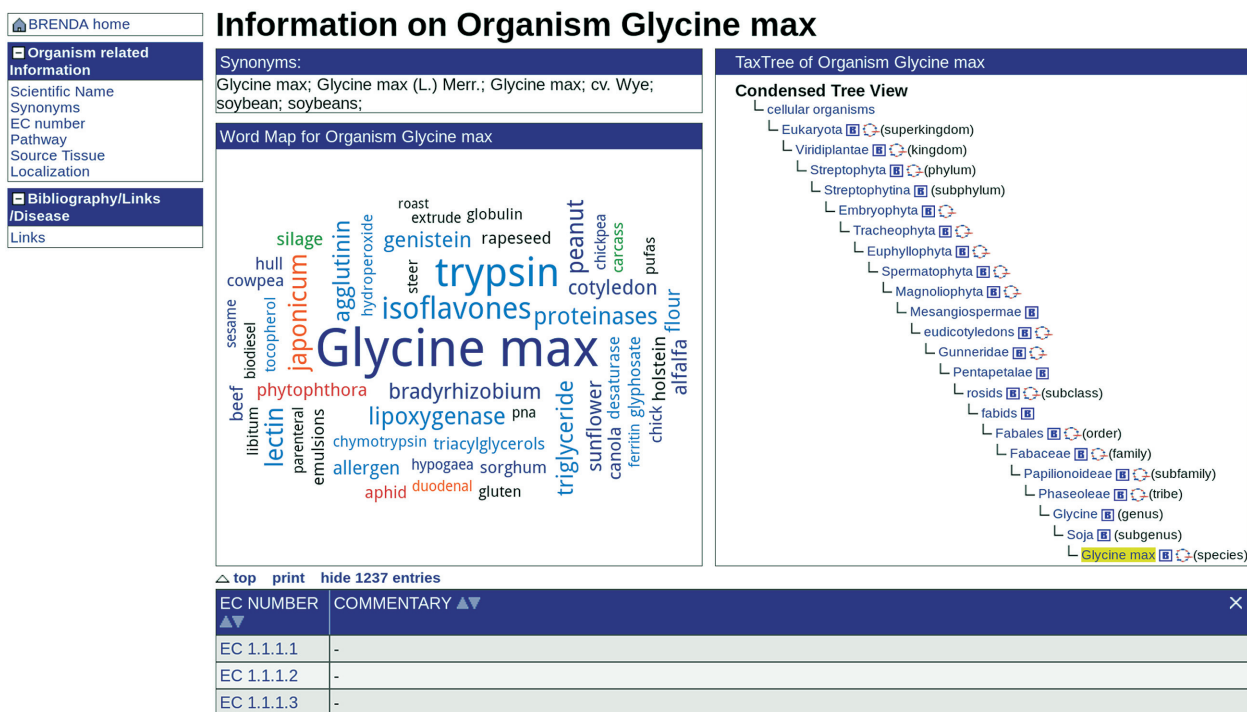 BRENDA home
Organism related
Information
Scientific Name
Synonyms
EC number
Pathway
Source Tissue
Localization
Bibliography/Links
/Disease
Links
Information on Organism Glycine max
Synonyms:
Glycine max; Glycine max (L.) Merr.; Glycine max; cv. Wye;
soybean; soybeans;
Word Map for Organism Glycine max
roast
extrude
globulin
silage
agglutinin
hydroperoxide
genistein
rapeseed
peanut
chickpea
carcass
pufas
hull
cowpea
japonicum
steer
trypsin
cotyledon
isoflavones
proteinases
flour
sesame
biodiesel
tocopherol
Glycine max
desaturase
glyphosate
holstein
alfalfa
beef
phytophthora
bradyrhizobium
libitum
lectin
parenteral
emulsions
lipoxygenase
pna
triglyceride
sunflower
canola
ferritin
chick
chymotrypsin
triacylglycerols
allergen
hypogaea
sorghum
aphid
duodenal
gluten
TaxTree of Organism Glycine max
Condensed Tree View
cellular organisms
Eukaryota B (superkingdom)
Viridiplantae B (kingdom)
Streptophyta B (phylum)
Streptophytina B (subphylum)
Embryophyta B
Tracheophyta B
Euphyllophyta B
Spermatophyta B
Magnoliophyta B
Mesangiospermae B
eudicotyledons B
Gunneridae B
Pentapetalae B
rosids B (subclass)
fabids B
Fabales B (order)
Fabaceae B (family)
Papilionoideae B (subfamily)
Phaseoleae B (tribe)
Glycine B (genus)
Soja B (subgenus)
Glycine max B (species)
top print hide 1237 entries
EC NUMBER COMMENTARY
EC 1.1.1.1 -
EC 1.1.1.2 -
EC 1.1.1.3 -